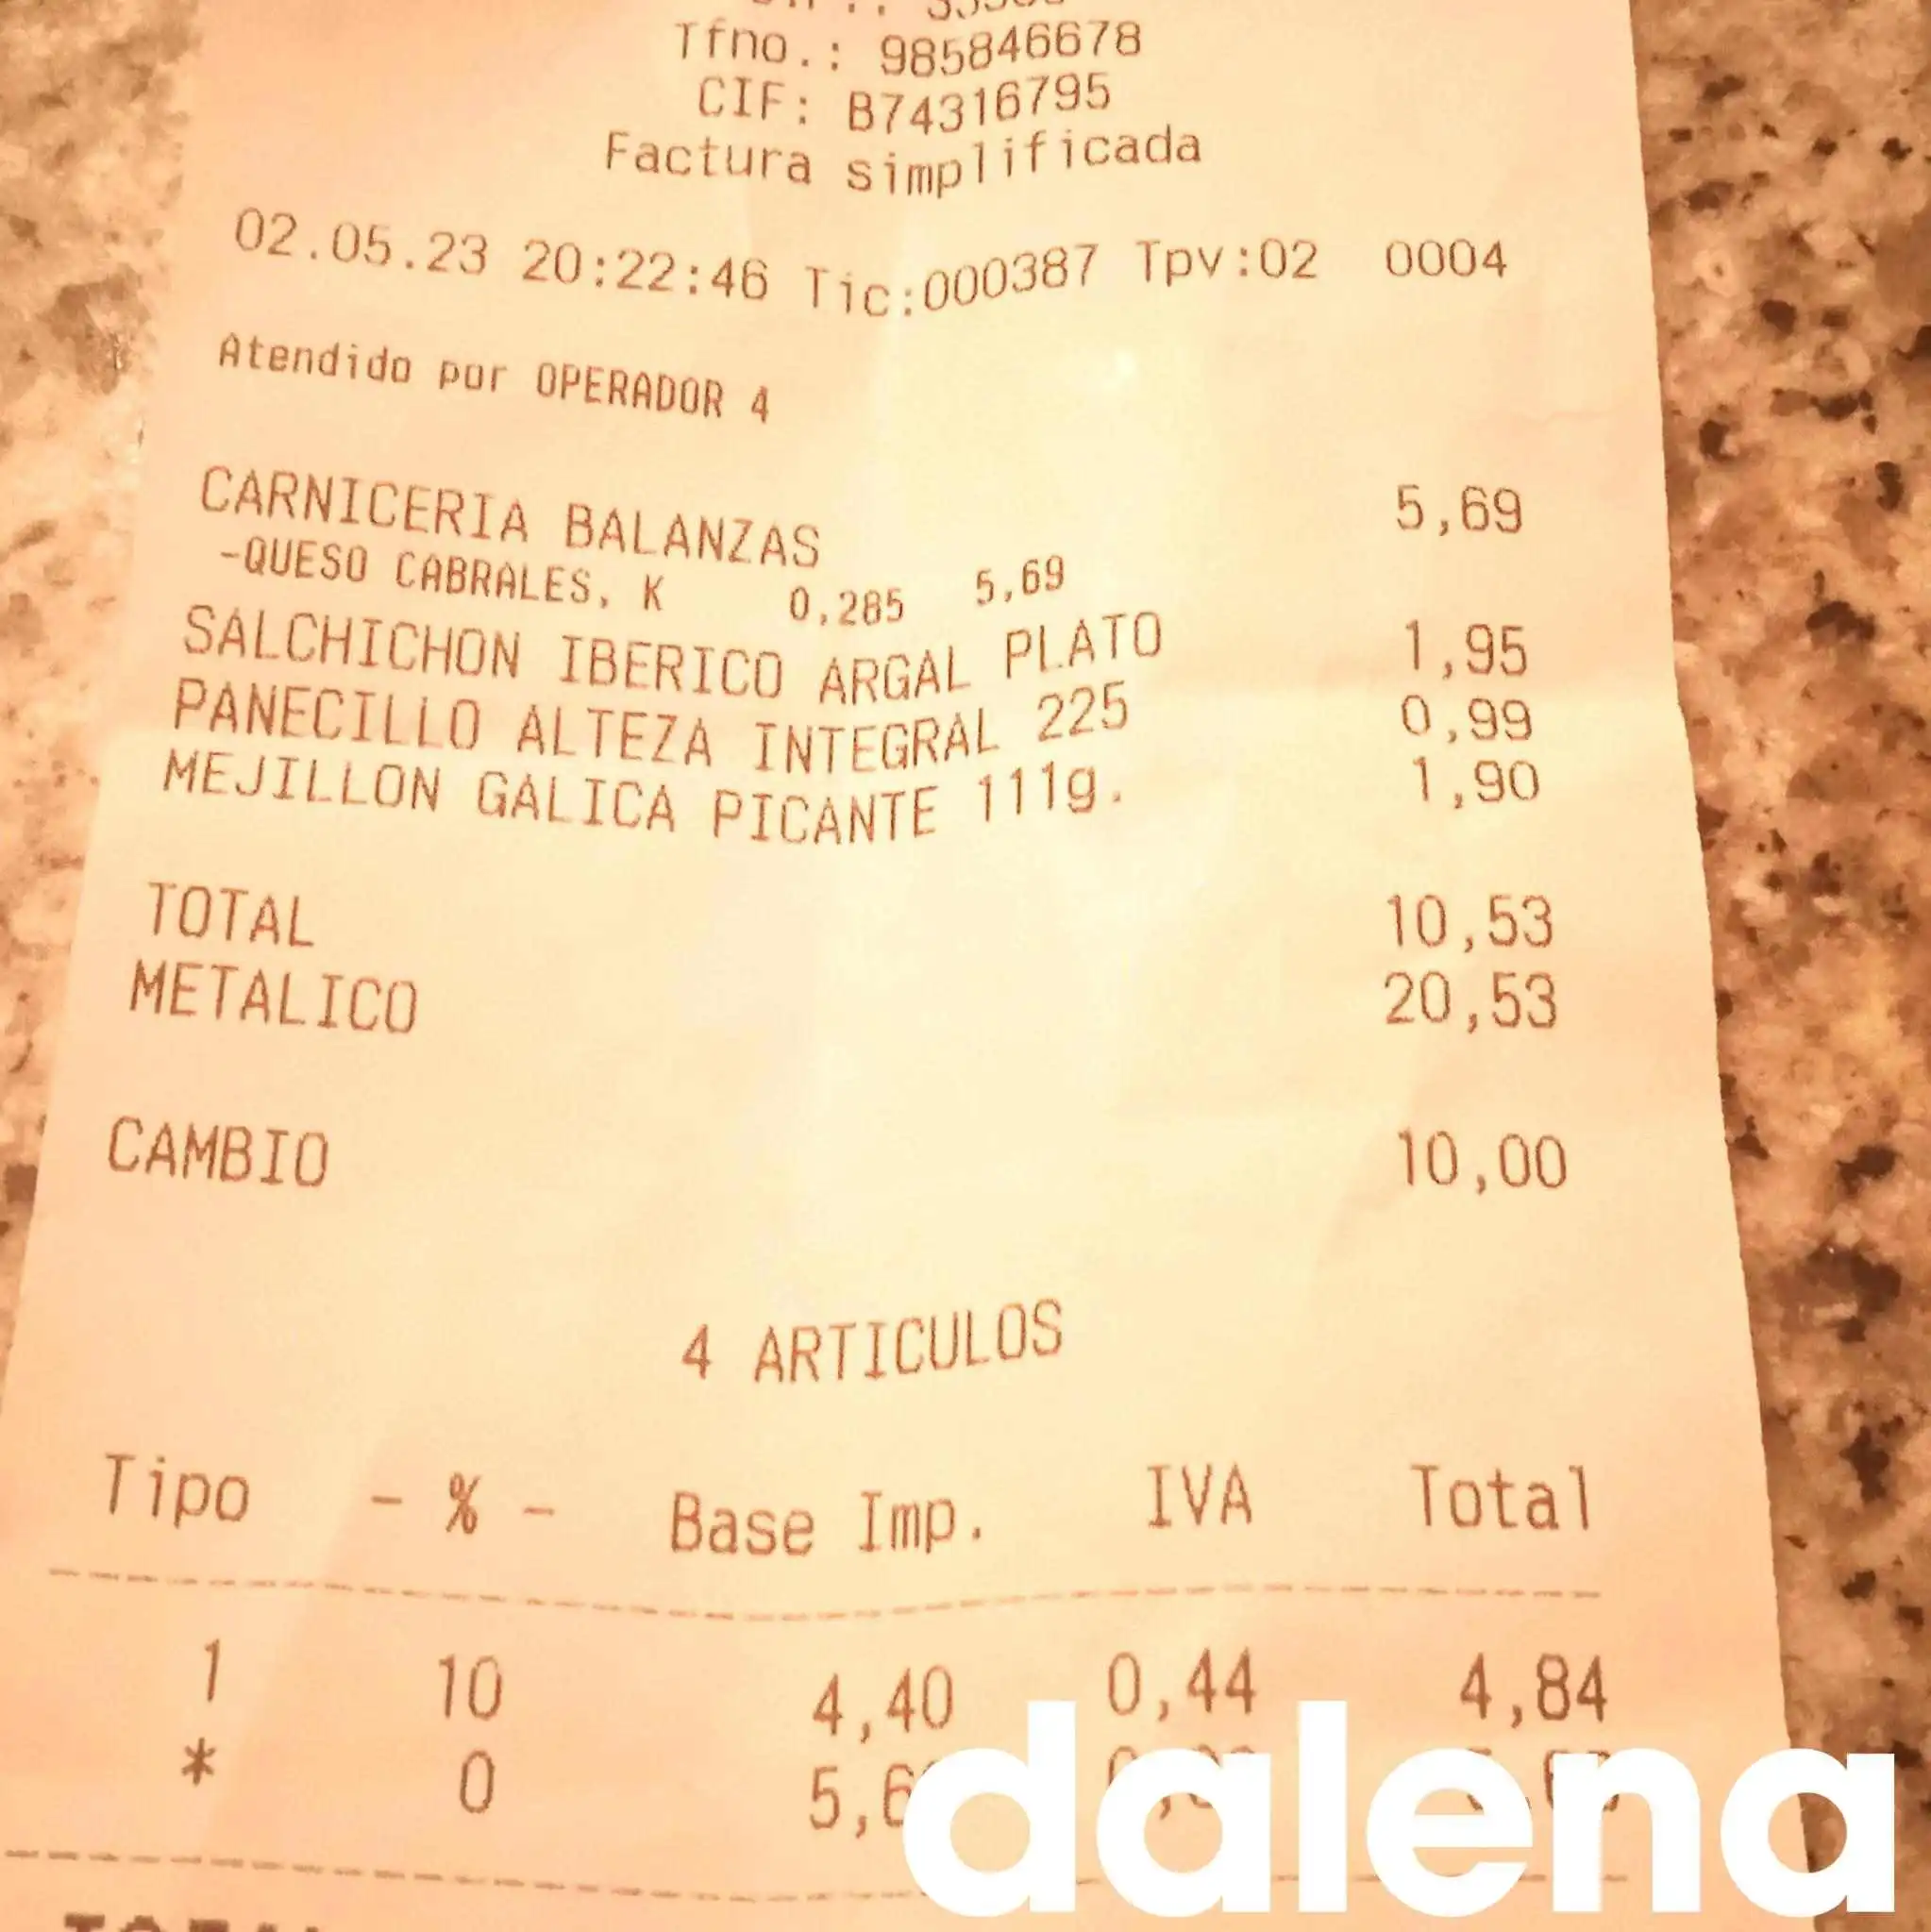 Tfno.: 985846678
CIF: B74316795
Factura simplificada
02.05.23 20:22:46 Tic:000387 Tpv:02 0004
Atendido por OPERADOR 4
CARNICERIA BALANZAS 5,69
-QUESO CABRALES, K 0,285 5,69
SALCHICHON IBERICO ARGAL PLATO 1,95
PANECILLO ALTEZA INTEGRAL 225 0,99
MEJILLON GALICA PICANTE 111g. 1,90
TOTAL 10,53
METALICO 20,53
CAMBIO 10,00
4 ARTICULOS
Tipo - % - Base Imp. IVA Total
1 10 4,40 0,44 4,84
* 0
dalena